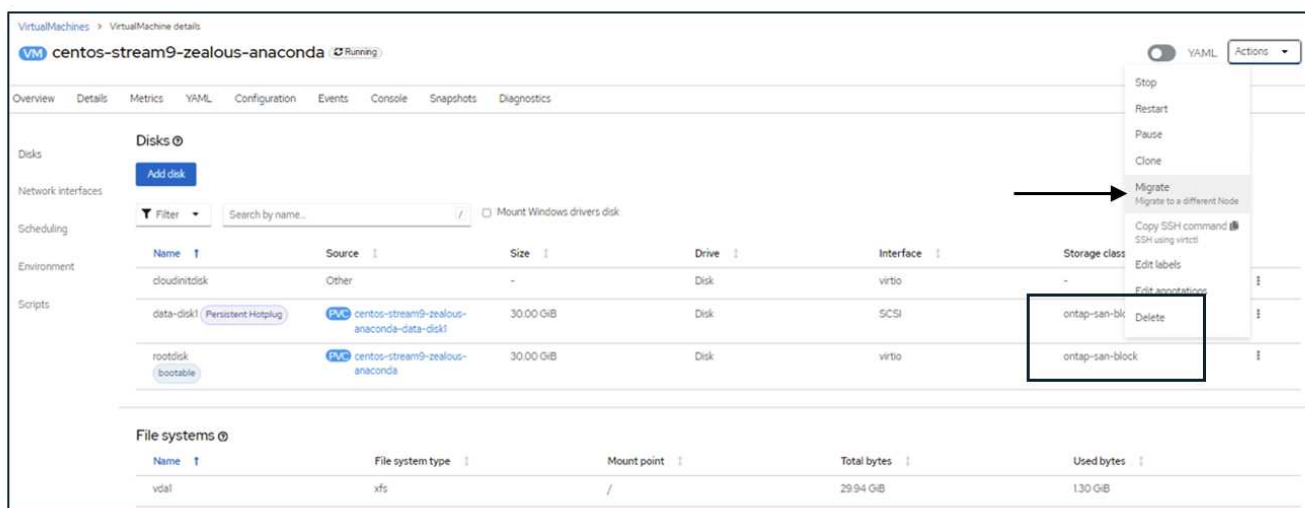 VirtualMachines > VirtualMachine details
VM centos-stream9-zealous-anaconda Running
YAML Actions
Stop
Restart
Pause
Clone
Migrate
Migrate to a different Node
Copy SSH command
SSH using virtctl
Edit labels
Edit annotations
Delete
Overview Details Metrics YAML Configuration Events Console Snapshots Diagnostics
Disks
Network interfaces
Scheduling
Environment
Scripts
Disks
Add disk
Filter Search by name... / Mount Windows drivers disk
Name Source Size Drive Interface Storage class
cloudinitdisk Other - Disk virtio -
data-disk1 Persistent Hotplug PVC centos-stream9-zealous- 30.00 GiB Disk SCSI ontap-san-blo
anaconda-data-disk1
rootdisk PVC centos-stream9-zealous- 30.00 GiB Disk virtio ontap-san-block
bootable anaconda
File systems
Name File system type Mount point Total bytes Used bytes
vda1 xfs / 29.94 GiB 1.30 GiB